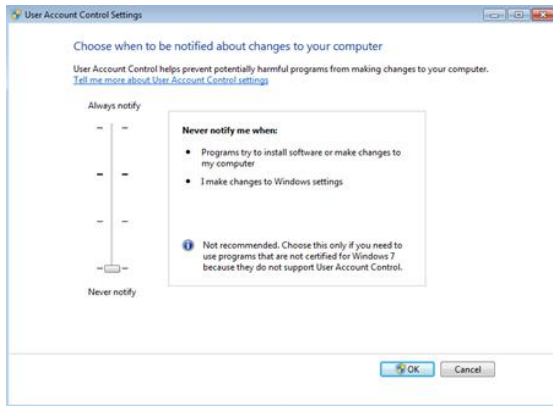 User Account Control Settings
Choose when to be notified about changes to your computer
User Account Control helps prevent potentially harmful programs from making changes to your computer.
Tell me more about User Account Control settings
Always notify
Never notify me when:
Programs try to install software or make changes to
my computer
I make changes to Windows settings
Not recommended. Choose this only if you need to
use programs that are not certified for Windows 7
because they do not support User Account Control.
Never notify
OK
Cancel